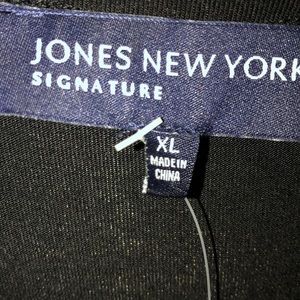 JONES NEW YORK
SIGNATURE
XL
MADE IN
CHINA